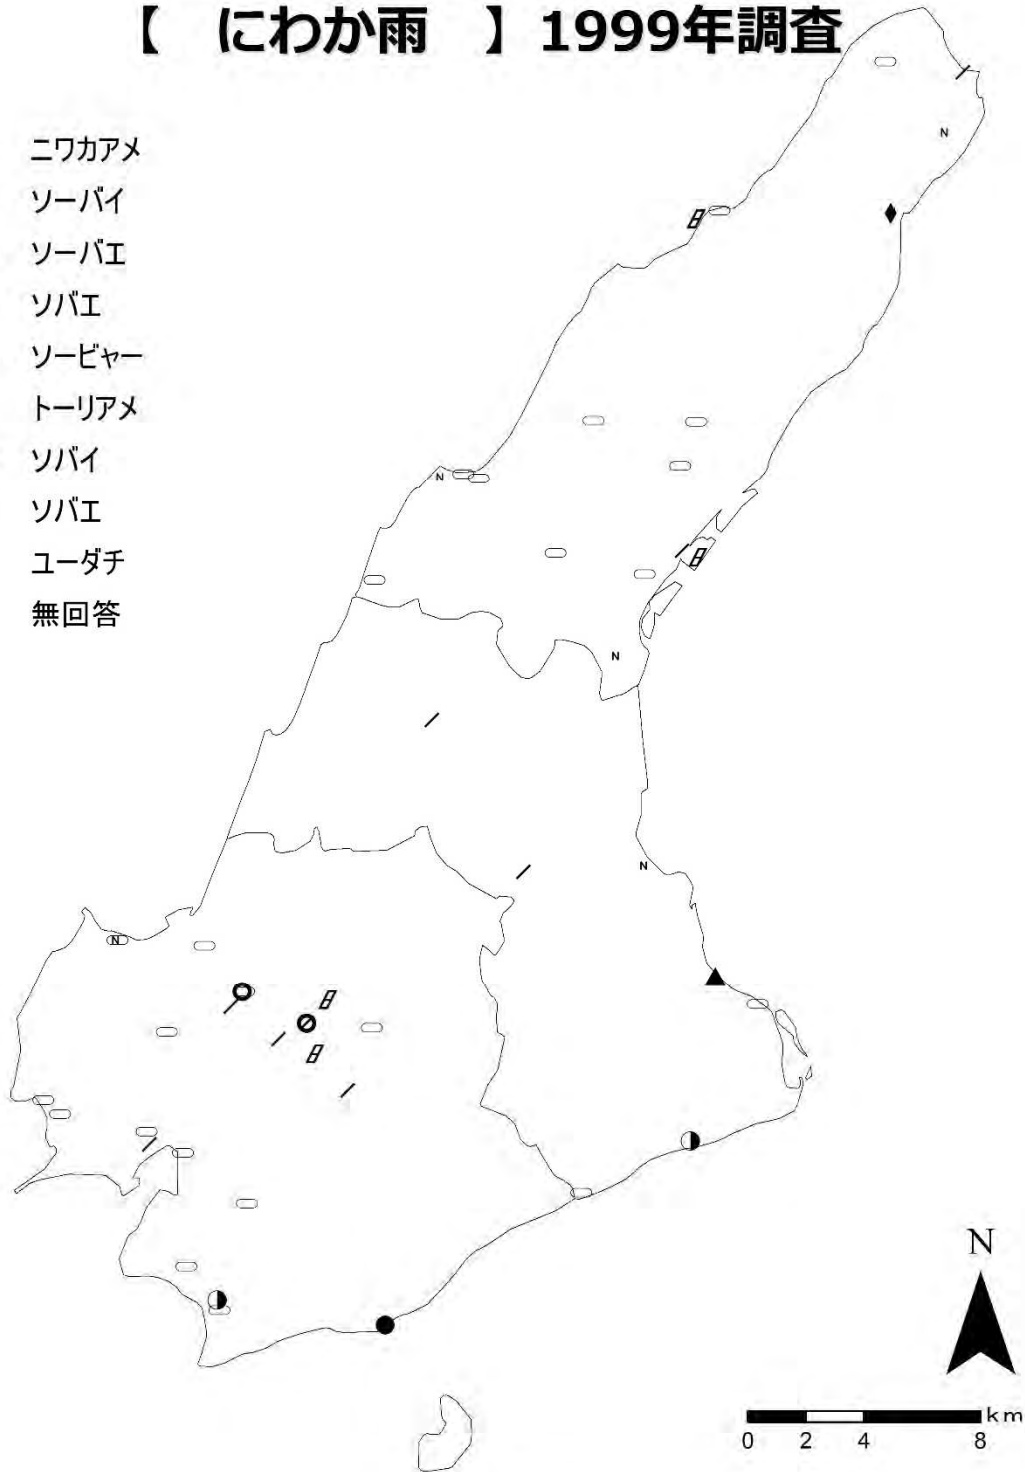 【 にわか雨 】1999年調査
ニワカアメ
ソーバイ
ソーバエ
ソバエ
ソービャー
トーリアメ
ソバイ
ソバエ
ユーダチ
無回答
N
N
N
N
N
N
km
0 2 4 8